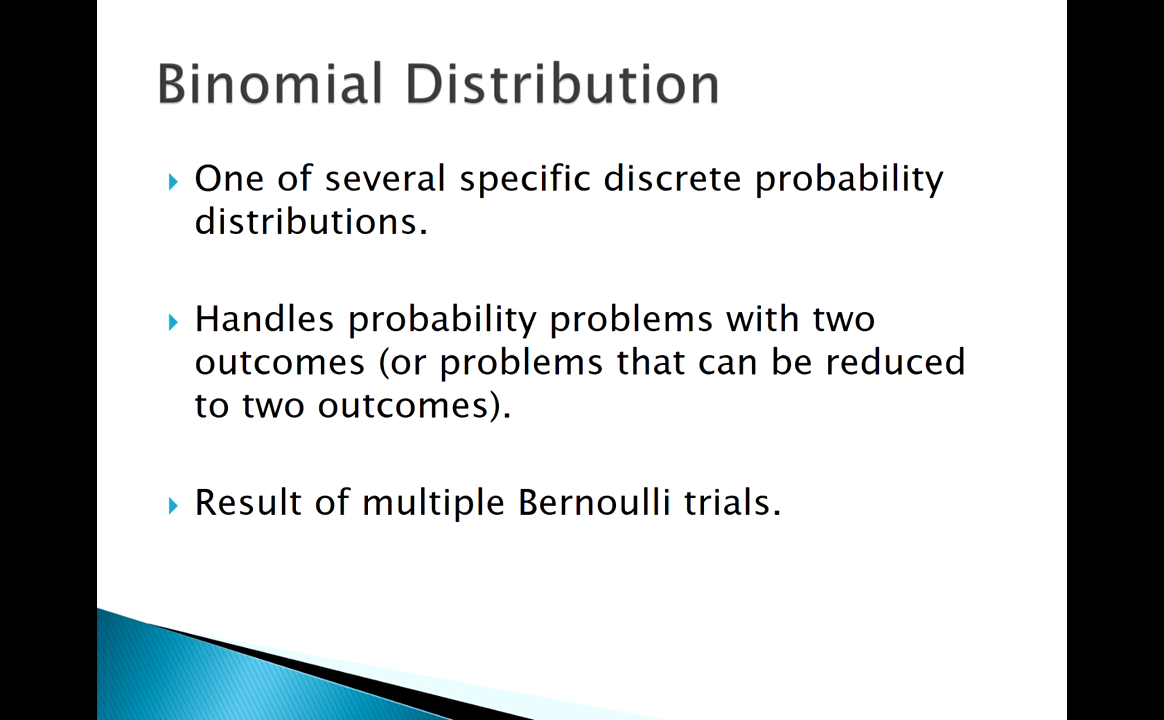 Binomial Distribution
One of several specific discrete probability
distributions.
Handles probability problems with two
outcomes (or problems that can be reduced
to two outcomes).
Result of multiple Bernoulli trials.